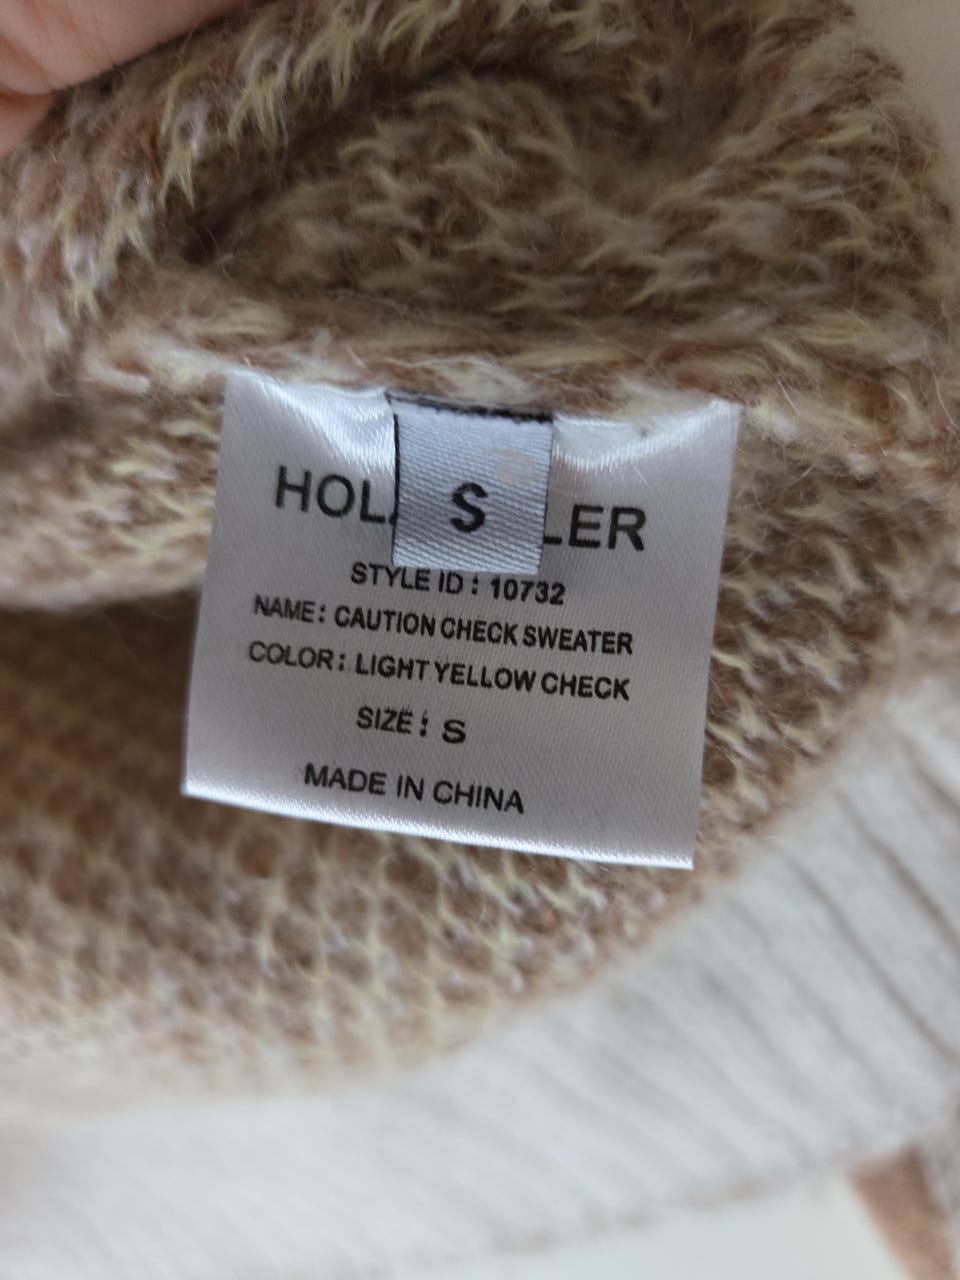 HOL LER
S
STYLE ID : 10732
NAME: CAUTION CHECK SWEATER
COLOR: LIGHT YELLOW CHECK
SIZE: S
MADE IN CHINA